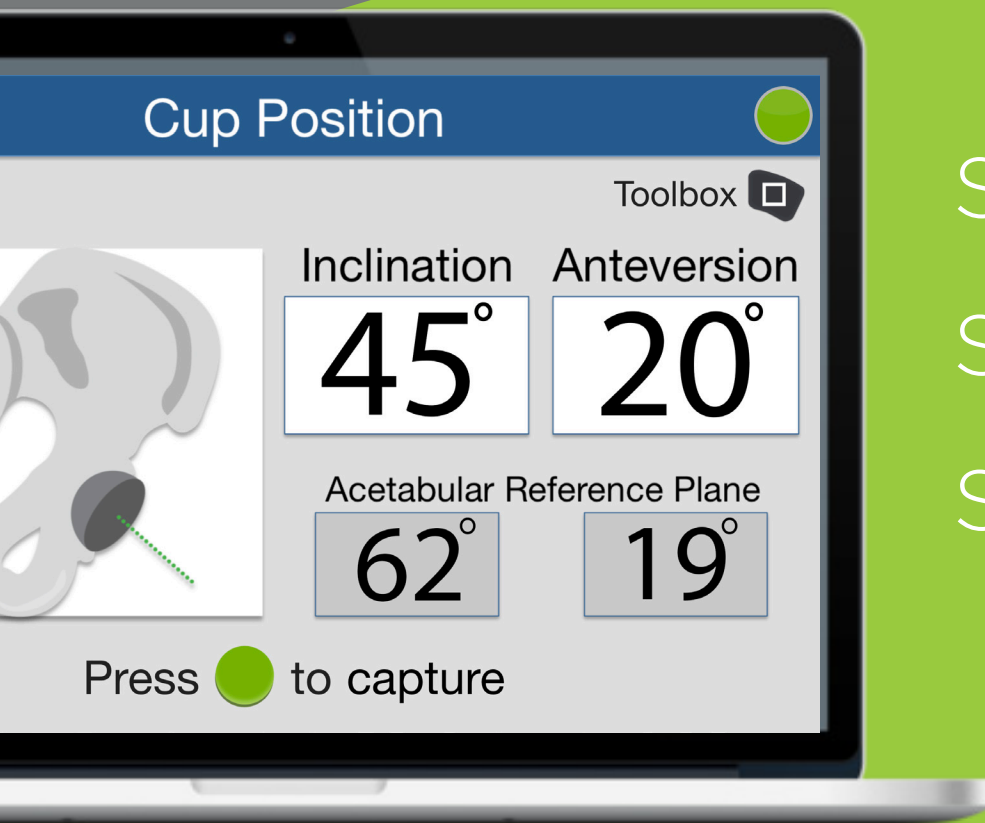 Cup Position
Toolbox
Inclination Anteversion
45° 20°
Acetabular Reference Plane
62° 19°
Press to capture
S
S
S